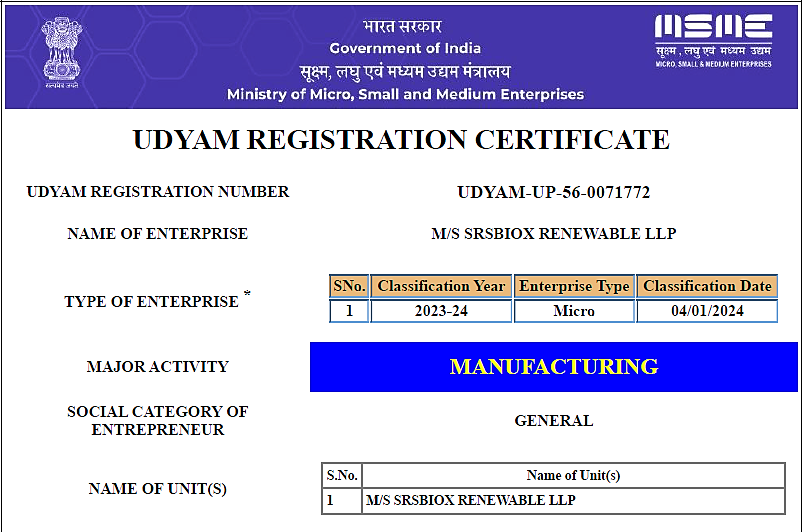 भारत सरकार
Government of India
सूक्ष्म, लघु एवं मध्यम उद्यम मंत्रालय
Ministry of Micro, Small and Medium Enterprises
सत्यमेव जयते
MSME
सूक्ष्म, लघु एवं मध्यम उद्यम
MICRO, SMALL & MEDIUM ENTERPRISES
UDYAM REGISTRATION CERTIFICATE
UDYAM REGISTRATION NUMBER UDYAM-UP-56-0071772
NAME OF ENTERPRISE M/S SRSBIOX RENEWABLE LLP
TYPE OF ENTERPRISE *
SNo. Classification Year Enterprise Type Classification Date
1 2023-24 Micro 04/01/2024
MAJOR ACTIVITY MANUFACTURING
SOCIAL CATEGORY OF
ENTREPRENEUR
GENERAL
NAME OF UNIT(S)
S.No. Name of Unit(s)
1 M/S SRSBIOX RENEWABLE LLP